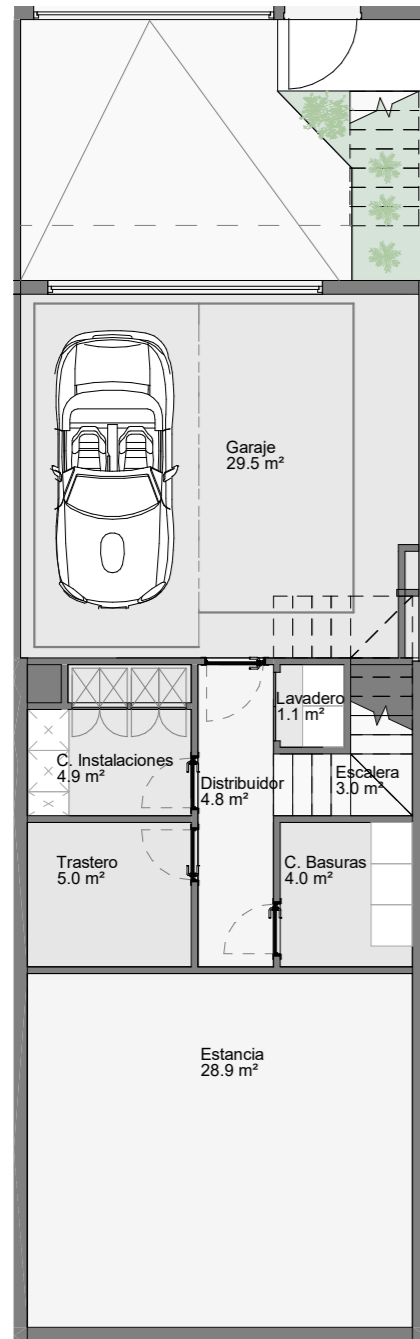 Garaje
29.5 m²
Lavadero
1.1 m²
C. Instalaciones
4.9 m²
Distribuidor
4.8 m²
Escalera
3.0 m²
Trastero
5.0 m²
C. Basuras
4.0 m²
Estancia
28.9 m²